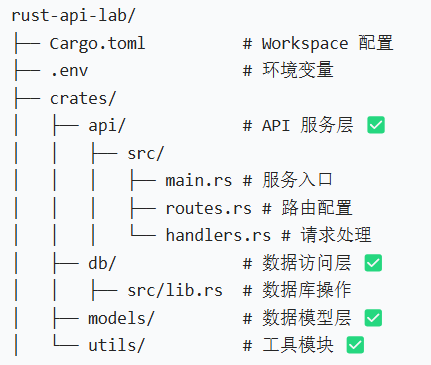 rust-api-lab/
├── Cargo.toml # Workspace 配置
├── .env # 环境变量
├── crates/
│ ├── api/ # API 服务层 ✅
│ │ ├── src/
│ │ │ ├── main.rs # 服务入口
│ │ │ ├── routes.rs # 路由配置
│ │ │ └── handlers.rs # 请求处理
│ ├── db/ # 数据访问层 ✅
│ │ ├── src/lib.rs # 数据库操作
│ ├── models/ # 数据模型层 ✅
│ └── utils/ # 工具模块 ✅